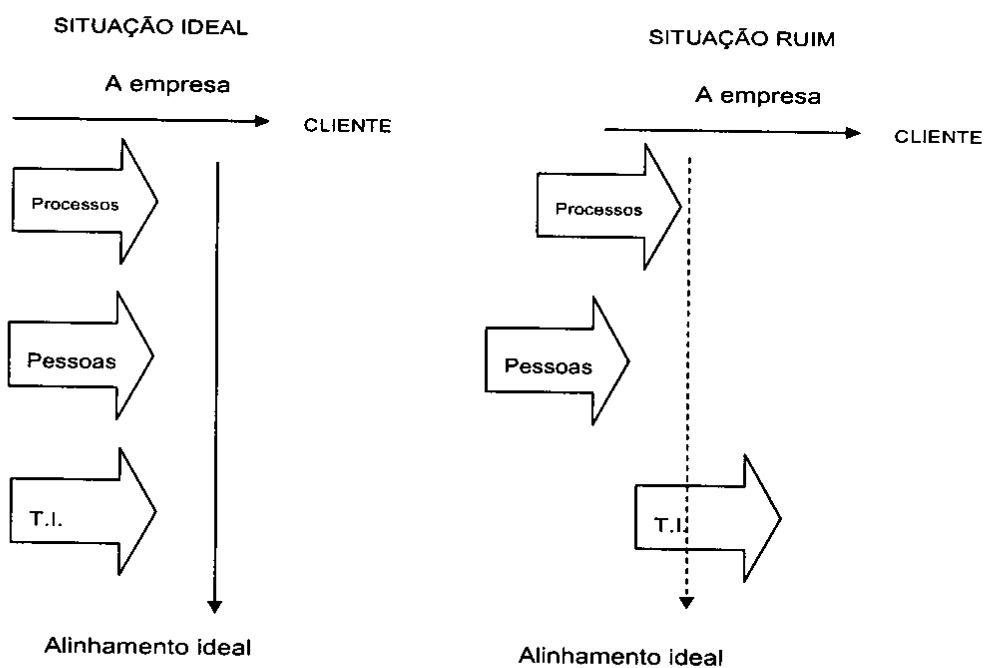 SITUAÇÃO IDEAL
A empresa
CLIENTE
Processos
Pessoas
T.I.
Alinhamento ideal
SITUAÇÃO RUIM
A empresa
CLIENTE
Processos
Pessoas
T.I.
Alinhamento ideal